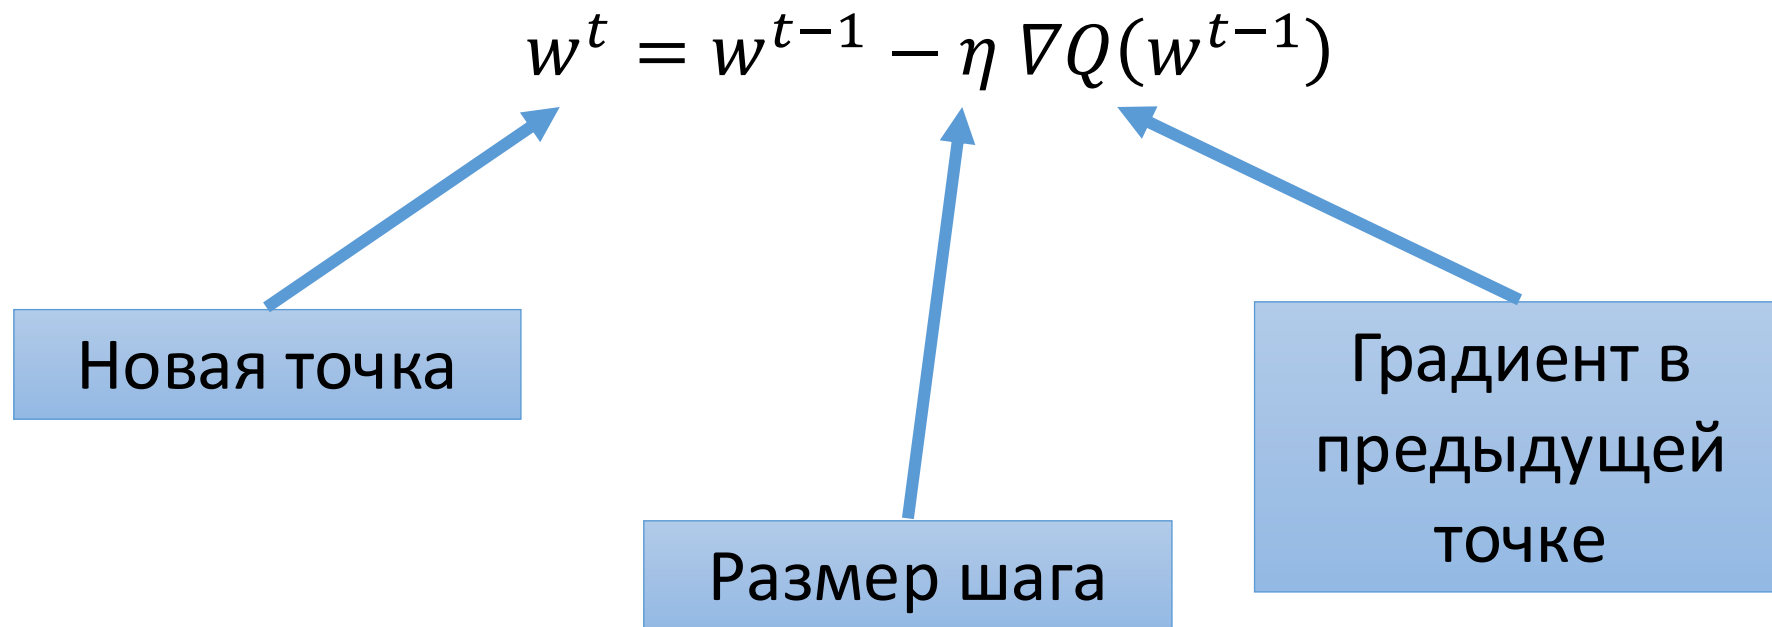 w^t = w^{t−1} − η ∇Q(w^{t−1})
Новая точка
Градиент в
предыдущей
точке
Размер шага